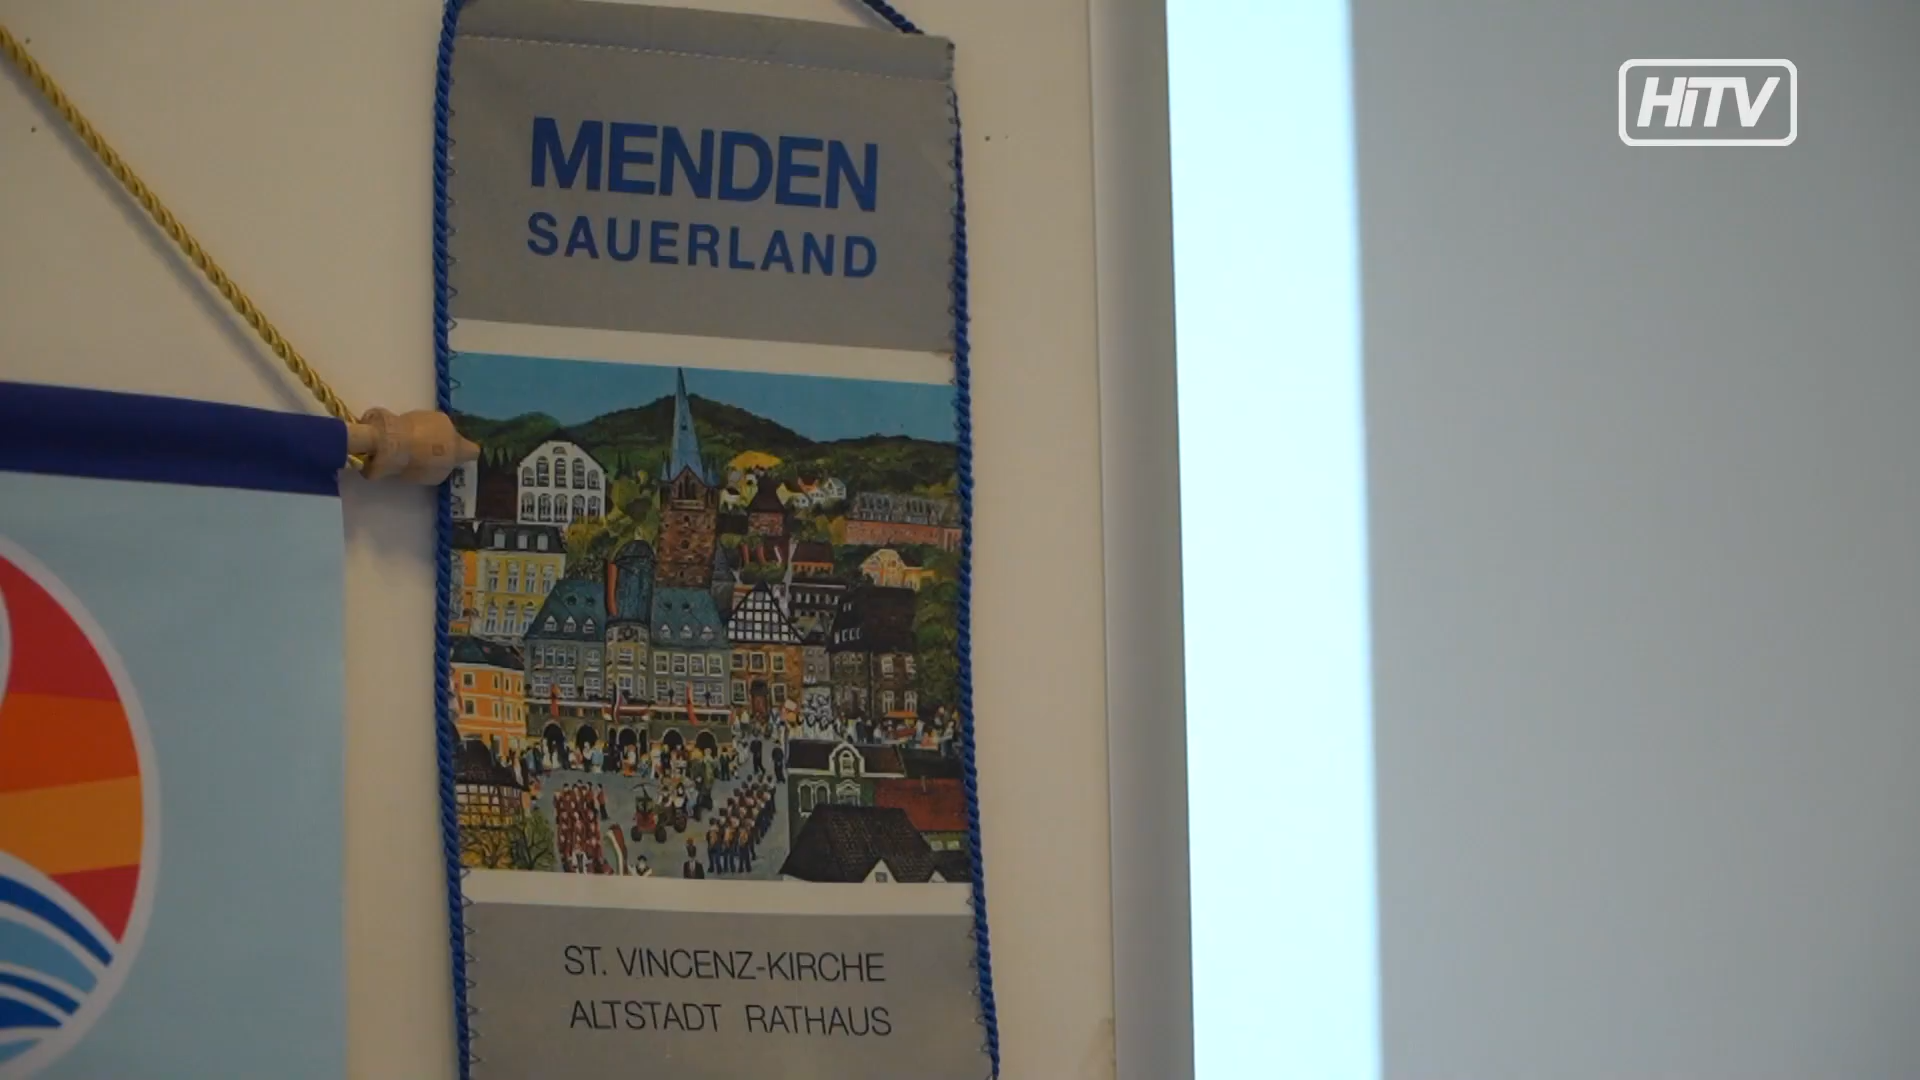 HiTV
MENDEN
SAUERLAND
ST. VINCENZ-KIRCHE
ALTSTADT RATHAUS